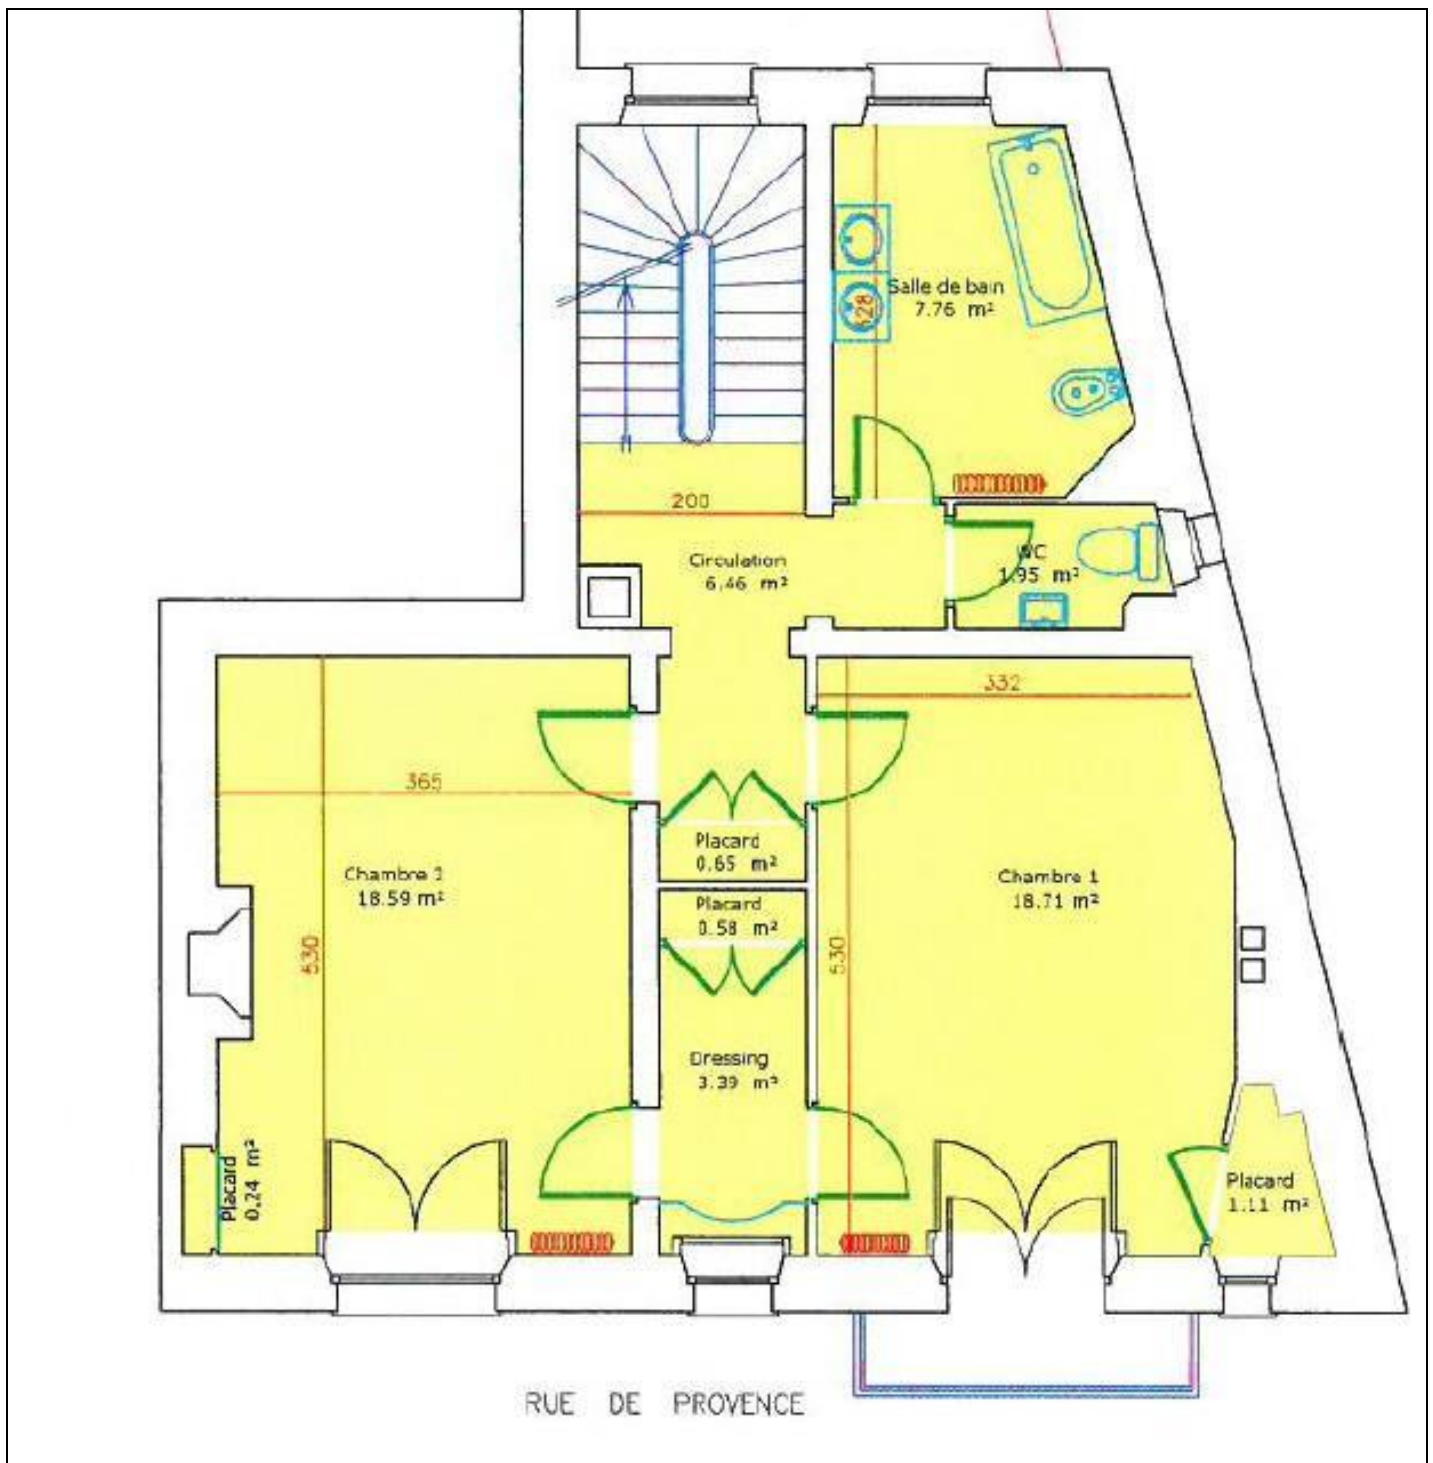 Salle de bain
7.76 m²
328
200
Circulation
6.46 m²
WC
1.95 m²
332
365
Placard
0.65 m²
Chambre 2
18.59 m²
Chambre 1
18.71 m²
Placard
0.58 m²
530
530
Dressing
3.39 m²
Placard
0.24 m²
Placard
1.11 m²
RUE DE PROVENCE